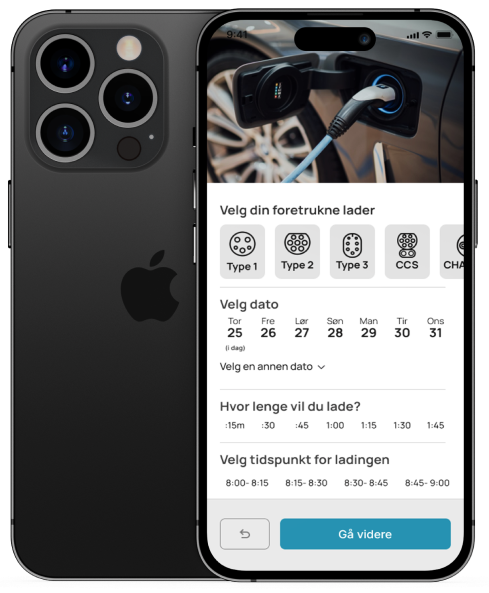 9:41
Velg din foretrukne lader
Type 1 Type 2 Type 3 CCS CHA
Velg dato
Tor Fre Lør Søn Man Tir Ons
25 26 27 28 29 30 31
(i dag)
Velg en annen dato
Hvor lenge vil du lade?
:15m :30 :45 1:00 1:15 1:30 1:45
Velg tidspunkt for ladingen
8:00- 8:15 8:15- 8:30 8:30- 8:45 8:45- 9:00
Gå videre